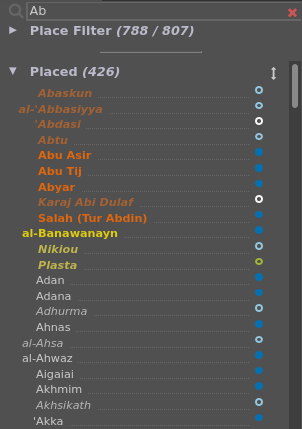 Ab
Place Filter (788 / 807)
Placed (426)
Abaskun
al-'Abbasiyya
'Abdasi
Abtu
Abu Asir
Abu Tij
Abyar
Karaj Abi Dulaf
Salah (Tur Abdin)
al-Banawanayn
Nikiou
Plasta
Adan
Adana
Adhurma
Ahnas
al-Ahsa
al-Ahwaz
Aigaiai
Akhmim
Akhsikath
'Akka